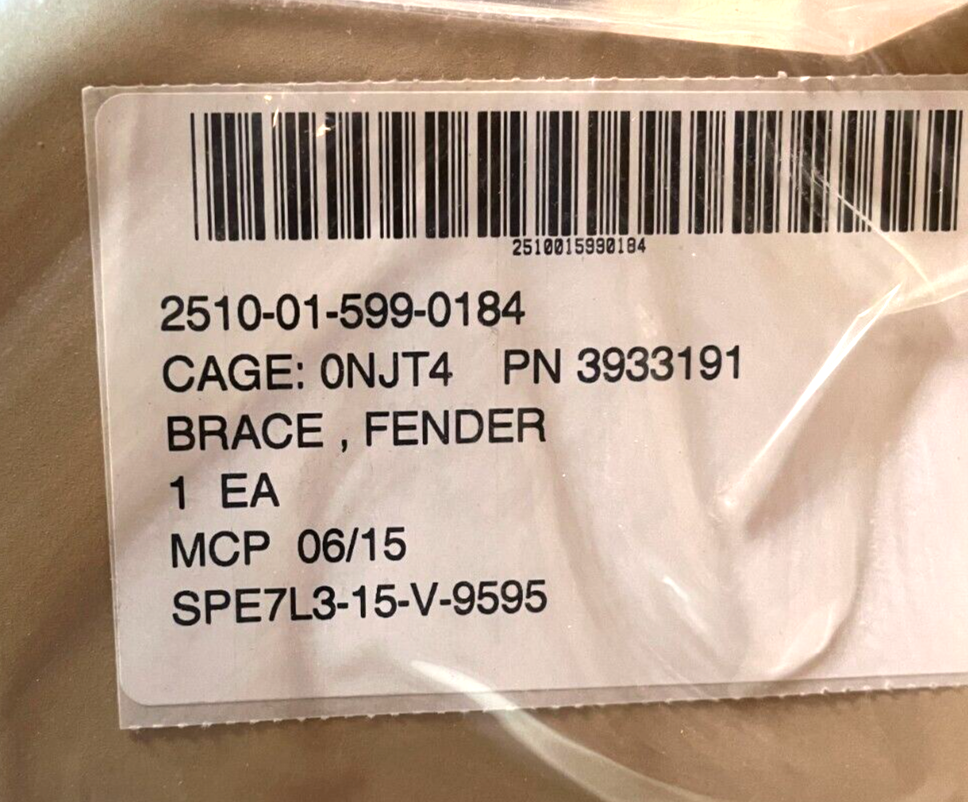 2510015990184
2510-01-599-0184
CAGE: 0NJT4 PN 3933191
BRACE , FENDER
1 EA
MCP 06/15
SPE7L3-15-V-9595